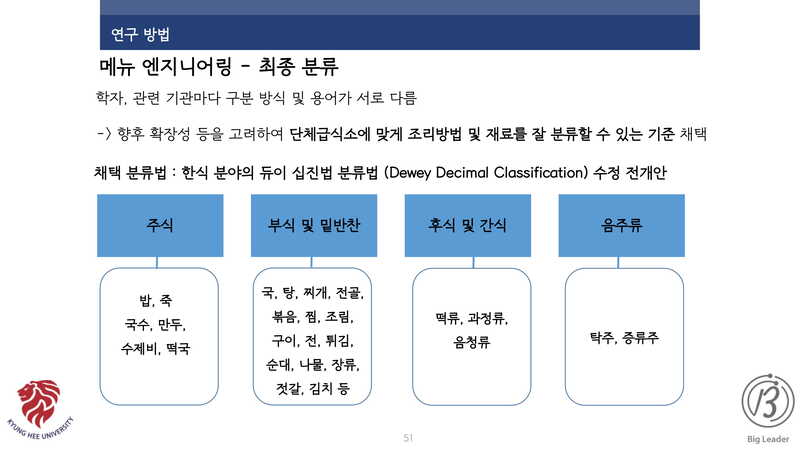 연구 방법
메뉴 엔지니어링 - 최종 분류
학자, 관련 기관마다 구분 방식 및 용어가 서로 다름
-> 향후 확장성 등을 고려하여 단체급식소에 맞게 조리방법 및 재료를 잘 분류할 수 있는 기준 채택
채택 분류법 : 한식 분야의 듀이 십진법 분류법 (Dewey Decimal Classification) 수정 전개안
주식
밥, 죽
국수, 만두,
수제비, 떡국
부식 및 밑반찬
국, 탕, 찌개, 전골,
볶음, 찜, 조림,
구이, 전, 튀김,
순대, 나물, 장류,
젓갈, 김치 등
후식 및 간식
떡류, 과정류,
음청류
음주류
탁주, 증류주
KYUNG HEE UNIVERSITY
51
Big Leader